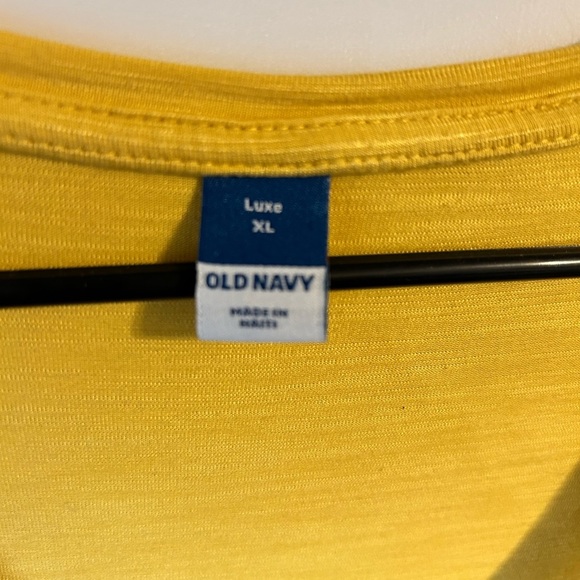 Luxe
XL
OLD NAVY
MADE IN
HAITI